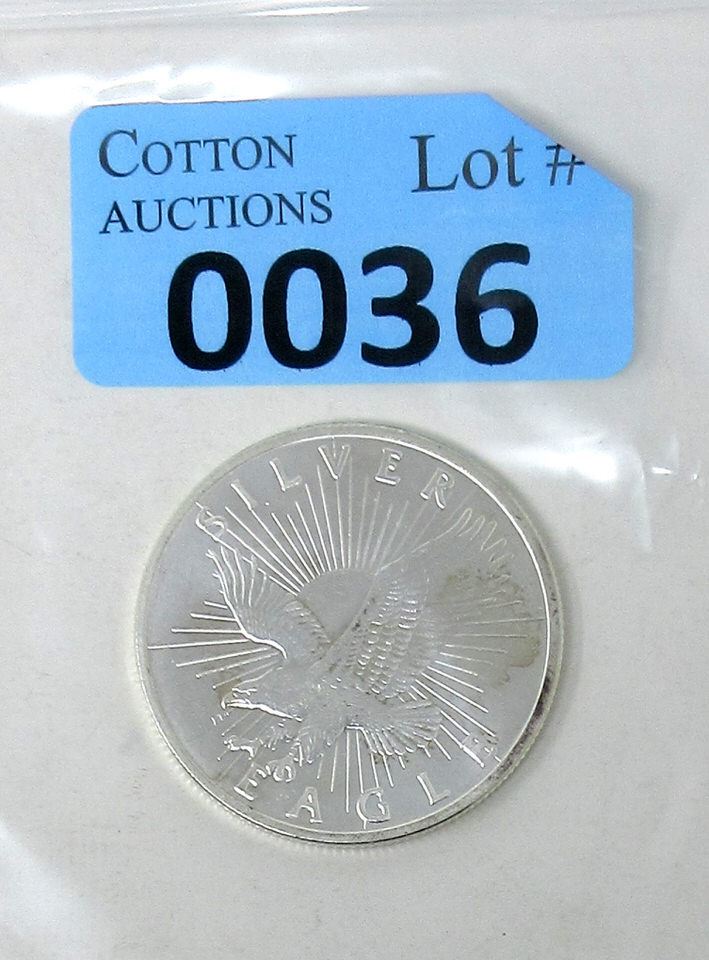 COTTON
AUCTIONS
Lot #
0036
SILVER
EAGLE